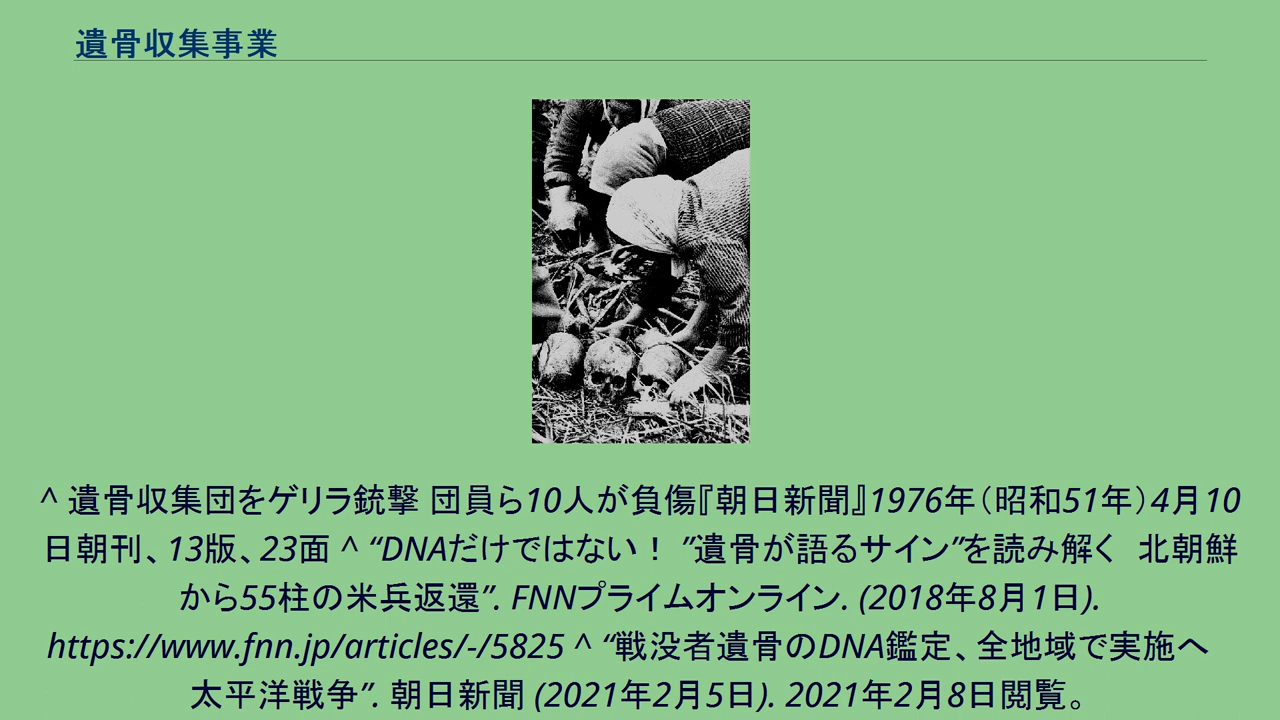 遺骨収集事業
^ 遺骨収集団をゲリラ銃撃 団員ら10人が負傷『朝日新聞』1976年（昭和51年）4月10
日朝刊、13版、23面 ^ “DNAだけではない！ ”遺骨が語るサイン”を読み解く　北朝鮮
から55柱の米兵返還”. FNNプライムオンライン. (2018年8月1日).
https://www.fnn.jp/articles/-/5825 ^ “戦没者遺骨のDNA鑑定、全地域で実施へ
太平洋戦争”. 朝日新聞 (2021年2月5日). 2021年2月8日閲覧。